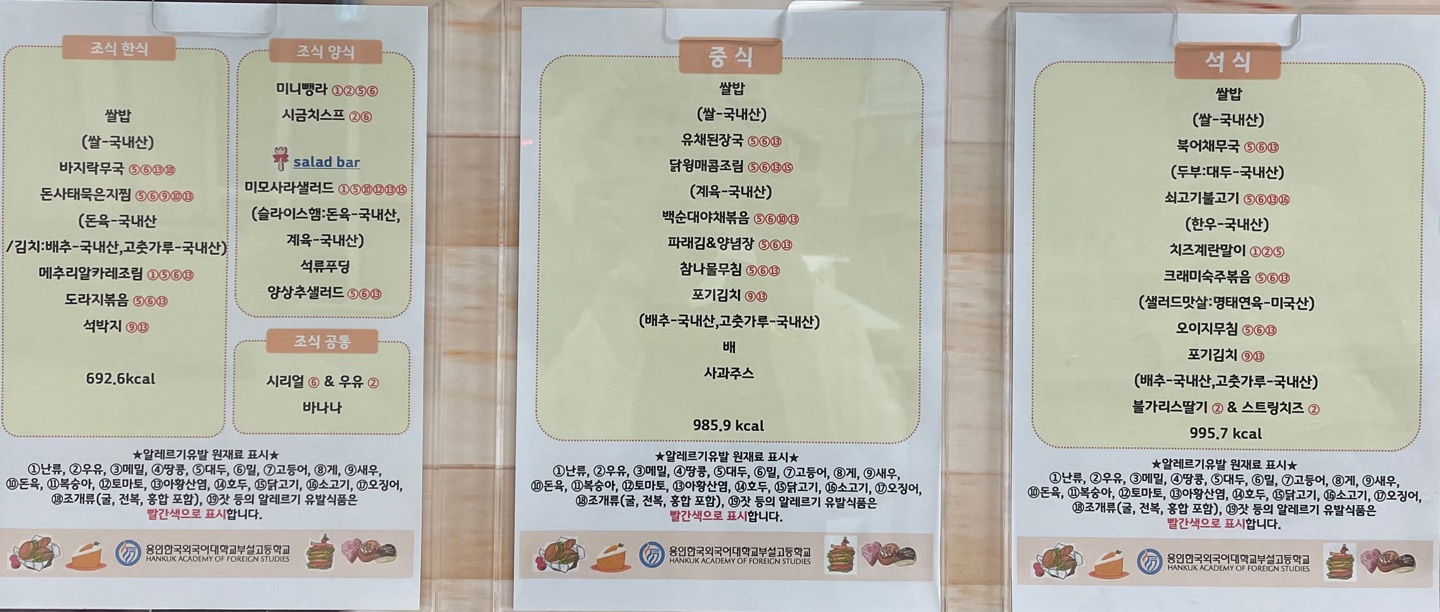 조식 한식
쌀밥
(쌀-국내산)
바지락무국 ⑤⑥⑬⑱
돈사태묵은지찜 ⑤⑥⑨⑩⑬
(돈육-국내산
/김치:배추-국내산,고춧가루-국내산)
메추리알카레조림 ①⑤⑥⑬
도라지볶음 ⑤⑥⑬
석박지 ⑨⑬
692.6kcal
조식 양식
미니빵라 ①②⑤⑥
시금치스프 ②⑥
salad bar
미모사라샐러드 ①⑤⑩⑫⑬⑮
(슬라이스햄:돈육-국내산,
계육-국내산)
석류푸딩
양상추샐러드 ⑤⑥⑬
조식 공통
시리얼 ⑥ & 우유 ②
바나나
★알레르기유발 원재료 표시★
①난류, ②우유, ③메밀, ④땅콩, ⑤대두, ⑥밀, ⑦고등어, ⑧게, ⑨새우,
⑩돈육, ⑪복숭아, ⑫토마토, ⑬아황산염, ⑭호두, ⑮닭고기, ⑯소고기, ⑰오징어,
⑱조개류(굴, 전복, 홍합 포함), ⑲잣 등의 알레르기 유발식품은
빨간색으로 표시합니다.
용인한국외국어대학교부설고등학교
HANKUK ACADEMY OF FOREIGN STUDIES
중식
쌀밥
(쌀-국내산)
유채된장국 ⑤⑥⑬
닭윙매콤조림 ⑤⑥⑬⑮
(계육-국내산)
백순대야채볶음 ⑤⑥⑩⑬
파래김&양념장 ⑤⑥⑬
참나물무침 ⑤⑥⑬
포기김치 ⑨⑬
(배추-국내산,고춧가루-국내산)
배
사과주스
985.9 kcal
★알레르기유발 원재료 표시★
①난류, ②우유, ③메밀, ④땅콩, ⑤대두, ⑥밀, ⑦고등어, ⑧게, ⑨새우,
⑩돈육, ⑪복숭아, ⑫토마토, ⑬아황산염, ⑭호두, ⑮닭고기, ⑯소고기, ⑰오징어,
⑱조개류(굴, 전복, 홍합 포함), ⑲잣 등의 알레르기 유발식품은
빨간색으로 표시합니다.
용인한국외국어대학교부설고등학교
HANKUK ACADEMY OF FOREIGN STUDIES
석식
쌀밥
(쌀-국내산)
북어채무국 ⑤⑥⑬
(두부:대두-국내산)
쇠고기불고기 ⑤⑥⑬⑯
(한우-국내산)
치즈계란말이 ①②⑤
크래미숙주볶음 ⑤⑥⑬
(샐러드맛살:명태연육-미국산)
오이지무침 ⑤⑥⑬
포기김치 ⑨⑬
(배추-국내산,고춧가루-국내산)
불가리스딸기 ② & 스트링치즈 ②
995.7 kcal
★알레르기유발 원재료 표시★
①난류, ②우유, ③메밀, ④땅콩, ⑤대두, ⑥밀, ⑦고등어, ⑧게, ⑨새우,
⑩돈육, ⑪복숭아, ⑫토마토, ⑬아황산염, ⑭호두, ⑮닭고기, ⑯소고기, ⑰오징어,
⑱조개류(굴, 전복, 홍합 포함), ⑲잣 등의 알레르기 유발식품은
빨간색으로 표시합니다.
용인한국외국어대학교부설고등학교
HANKUK ACADEMY OF FOREIGN STUDIES